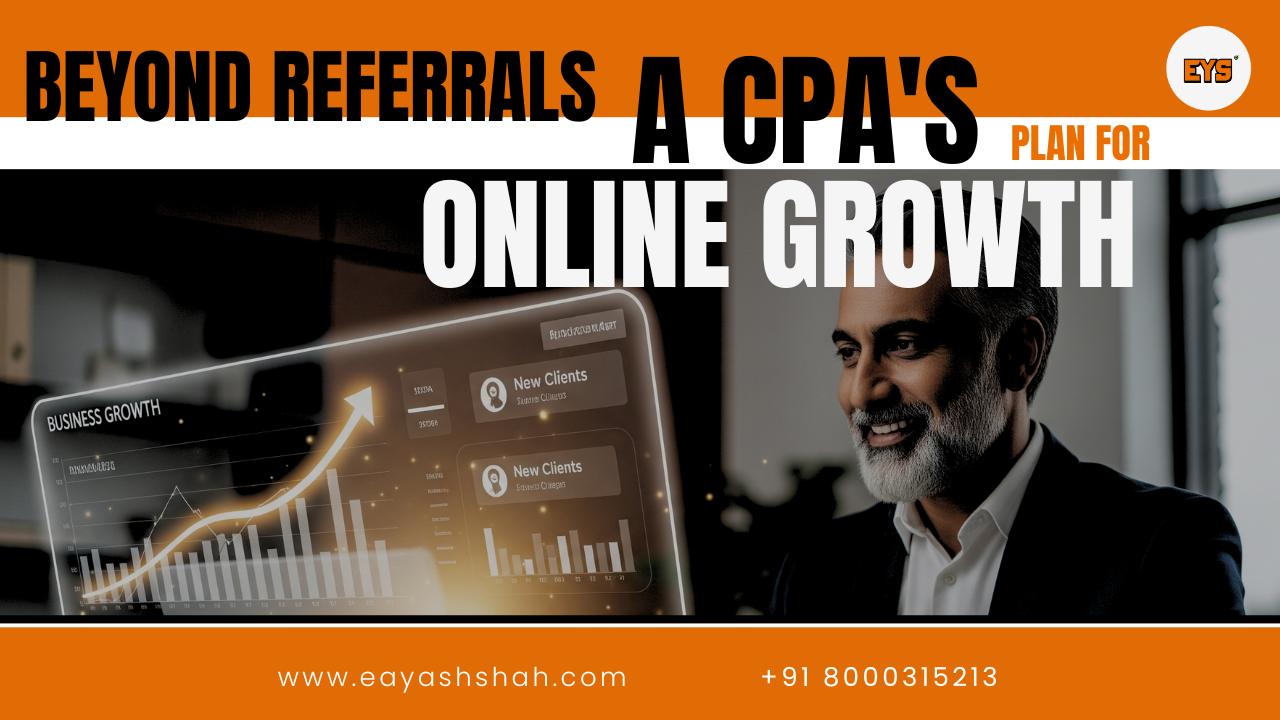 BEYOND REFERRALS
A CPA'S
EYS
PLAN FOR
ONLINE GROWTH
BUSINESS GROWTH
New Clients
New Clients
www.eayashshah.com
+91 8000315213